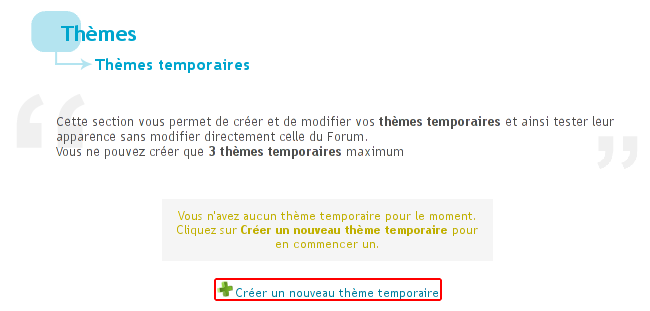 Thèmes
Thèmes temporaires
Cette section vous permet de créer et de modifier vos thèmes temporaires et ainsi tester leur
apparence sans modifier directement celle du Forum.
Vous ne pouvez créer que 3 thèmes temporaires maximum
Vous n'avez aucun thème temporaire pour le moment.
Cliquez sur Créer un nouveau thème temporaire pour
en commencer un.
Créer un nouveau thème temporaire